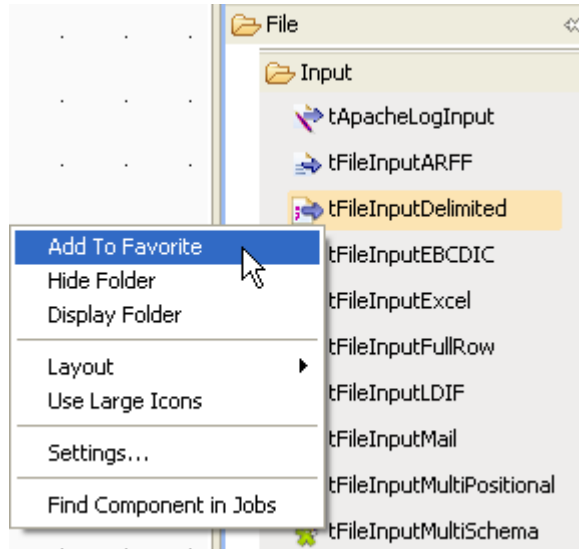 File
Input
tApacheLogInput
tFileInputARFF
tFileInputDelimited
tFileInputEBCDIC
tFileInputExcel
tFileInputFullRow
tFileInputLDIF
tFileInputMail
tFileInputMultiPositional
tFileInputMultiSchema
Add To Favorite
Hide Folder
Display Folder
Layout
Use Large Icons
Settings...
Find Component in Jobs